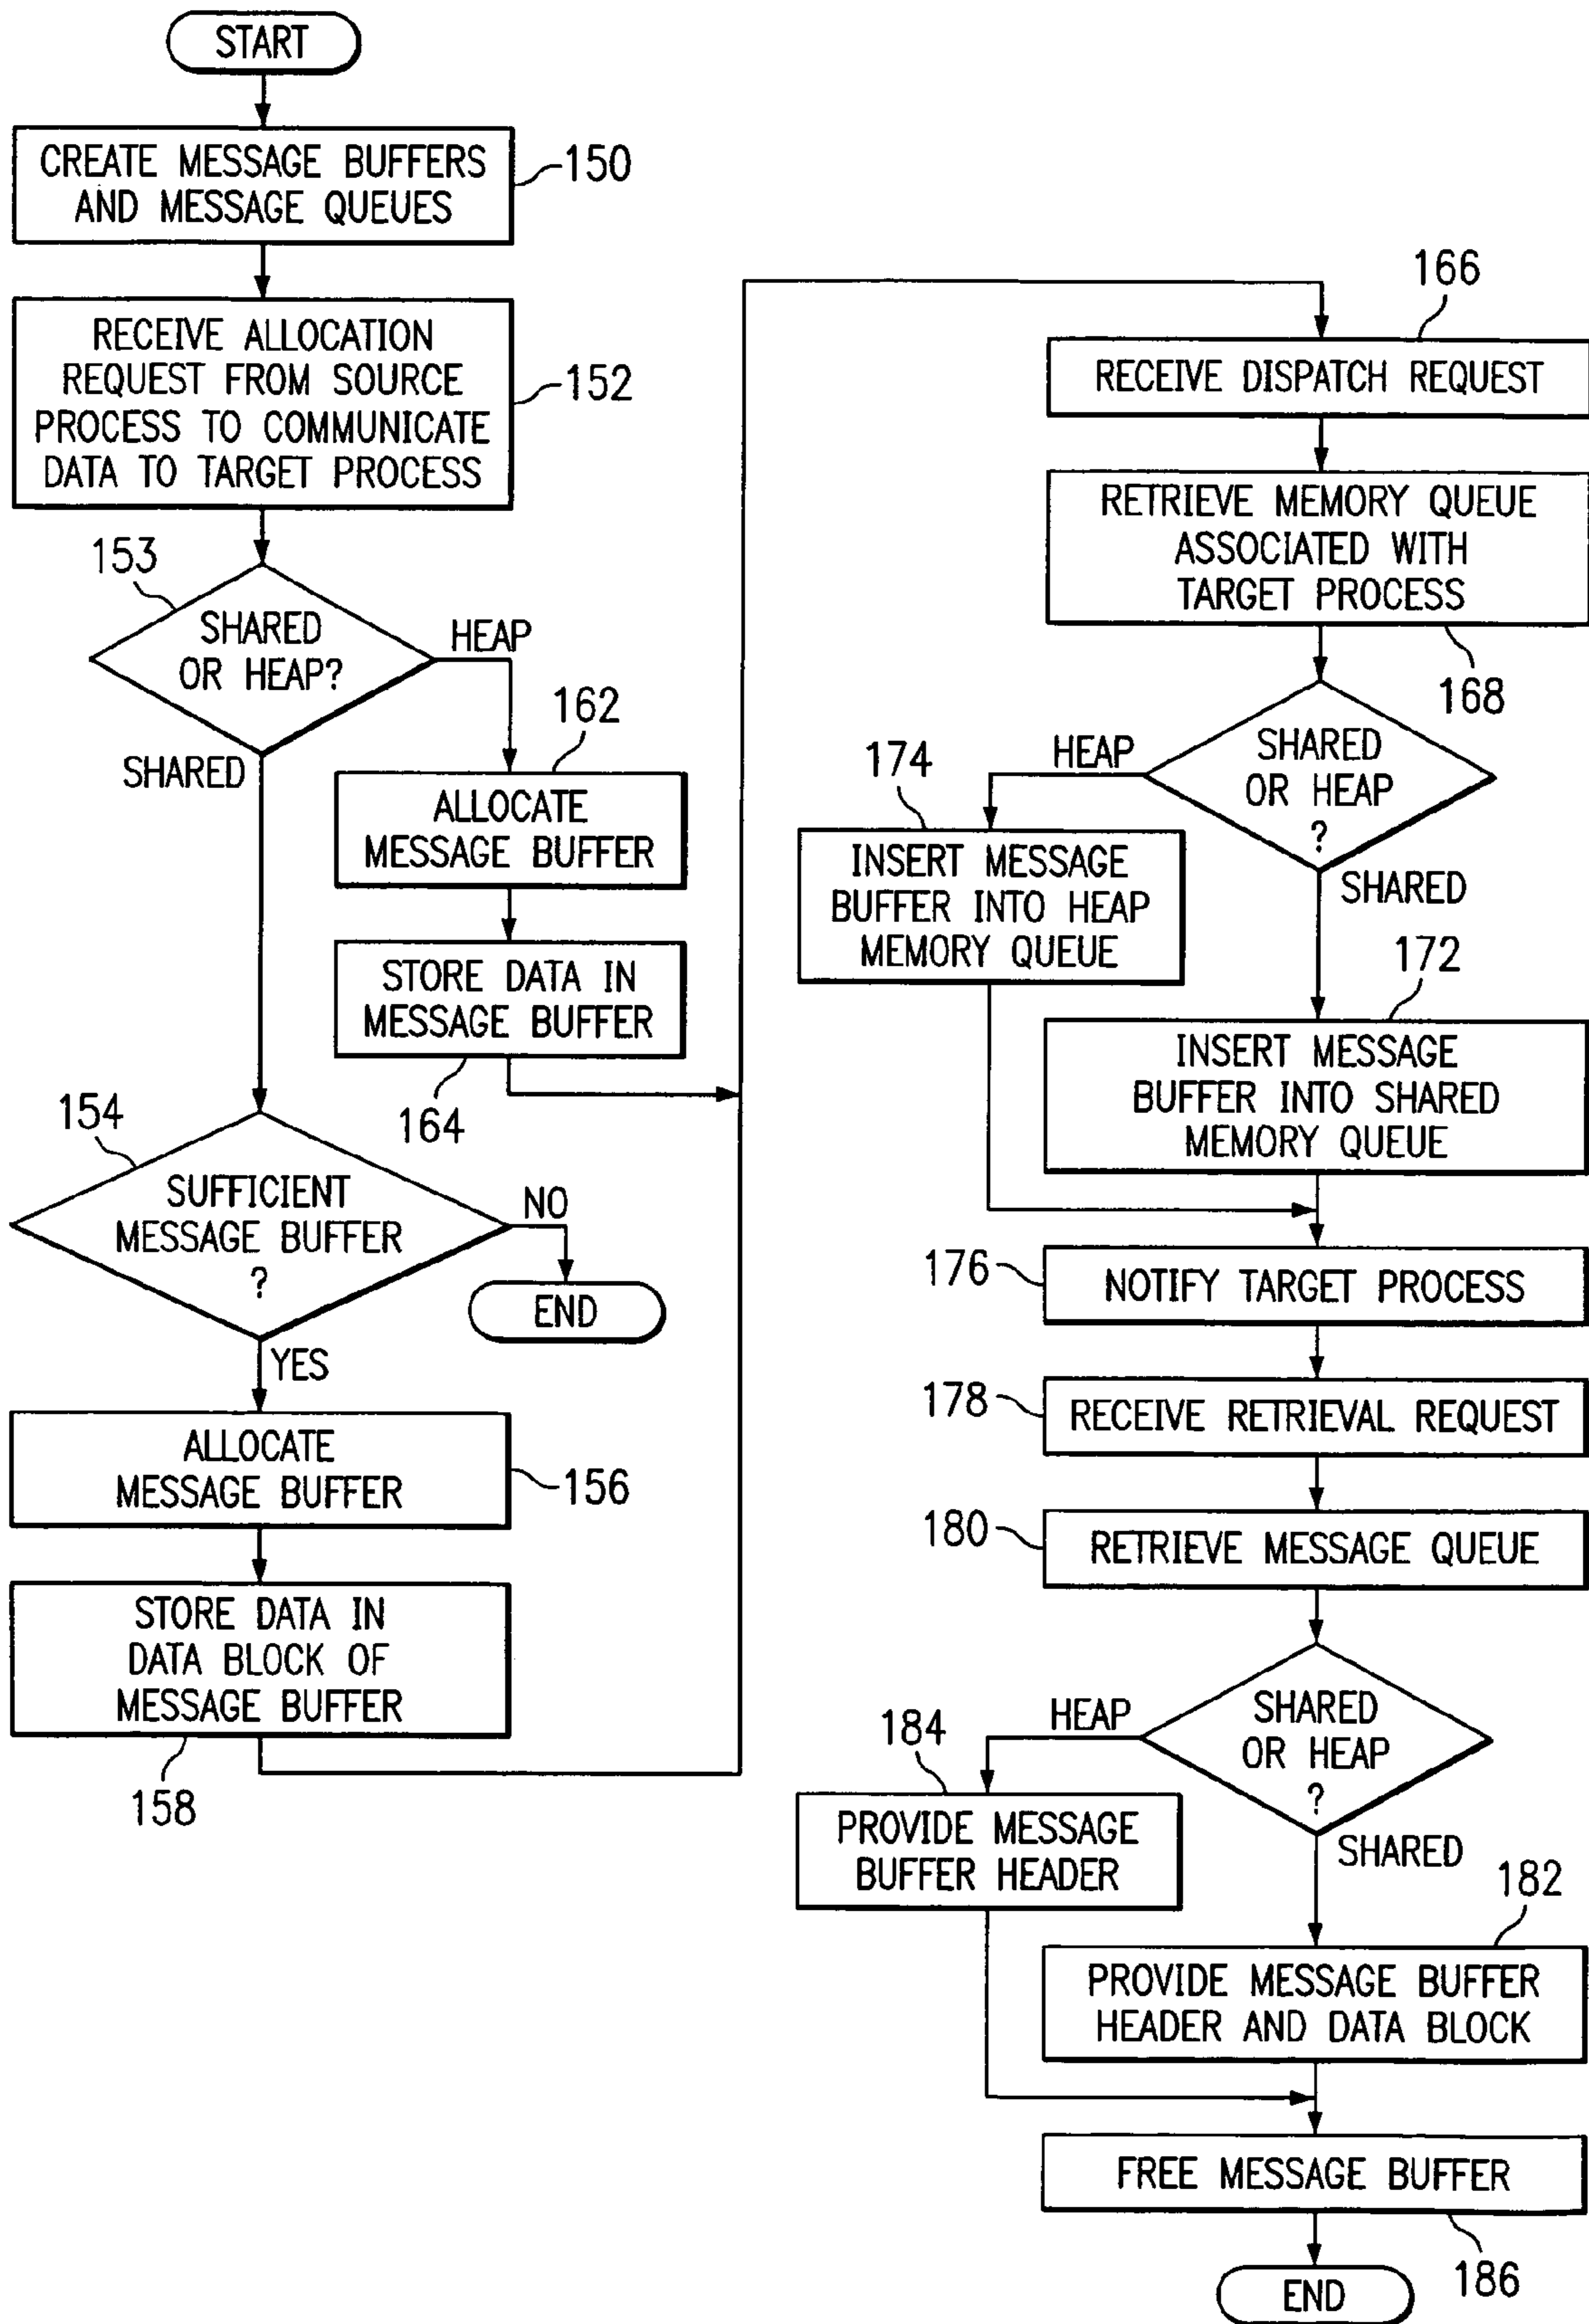 START
CREATE MESSAGE BUFFERS
AND MESSAGE QUEUES
150
RECEIVE ALLOCATION
REQUEST FROM SOURCE
PROCESS TO COMMUNICATE
DATA TO TARGET PROCESS
152
153
SHARED
OR HEAP?
HEAP
SHARED
162
ALLOCATE
MESSAGE BUFFER
STORE DATA IN
MESSAGE BUFFER
164
154
SUFFICIENT
MESSAGE BUFFER
?
NO
END
YES
ALLOCATE
MESSAGE BUFFER
156
STORE DATA IN
DATA BLOCK OF
MESSAGE BUFFER
158
166
RECEIVE DISPATCH REQUEST
RETRIEVE MEMORY QUEUE
ASSOCIATED WITH
TARGET PROCESS
168
SHARED
OR HEAP
?
HEAP
SHARED
174
INSERT MESSAGE
BUFFER INTO HEAP
MEMORY QUEUE
172
INSERT MESSAGE
BUFFER INTO SHARED
MEMORY QUEUE
176
NOTIFY TARGET PROCESS
178
RECEIVE RETRIEVAL REQUEST
180
RETRIEVE MESSAGE QUEUE
SHARED
OR HEAP
?
HEAP
SHARED
184
PROVIDE MESSAGE
BUFFER HEADER
182
PROVIDE MESSAGE BUFFER
HEADER AND DATA BLOCK
FREE MESSAGE BUFFER
186
END